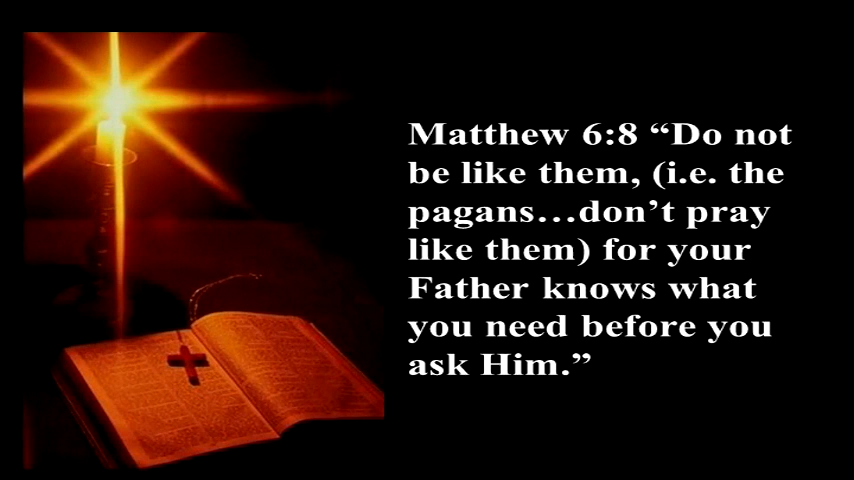 Matthew 6:8 “Do not
be like them, (i.e. the
pagans…don’t pray
like them) for your
Father knows what
you need before you
ask Him.”